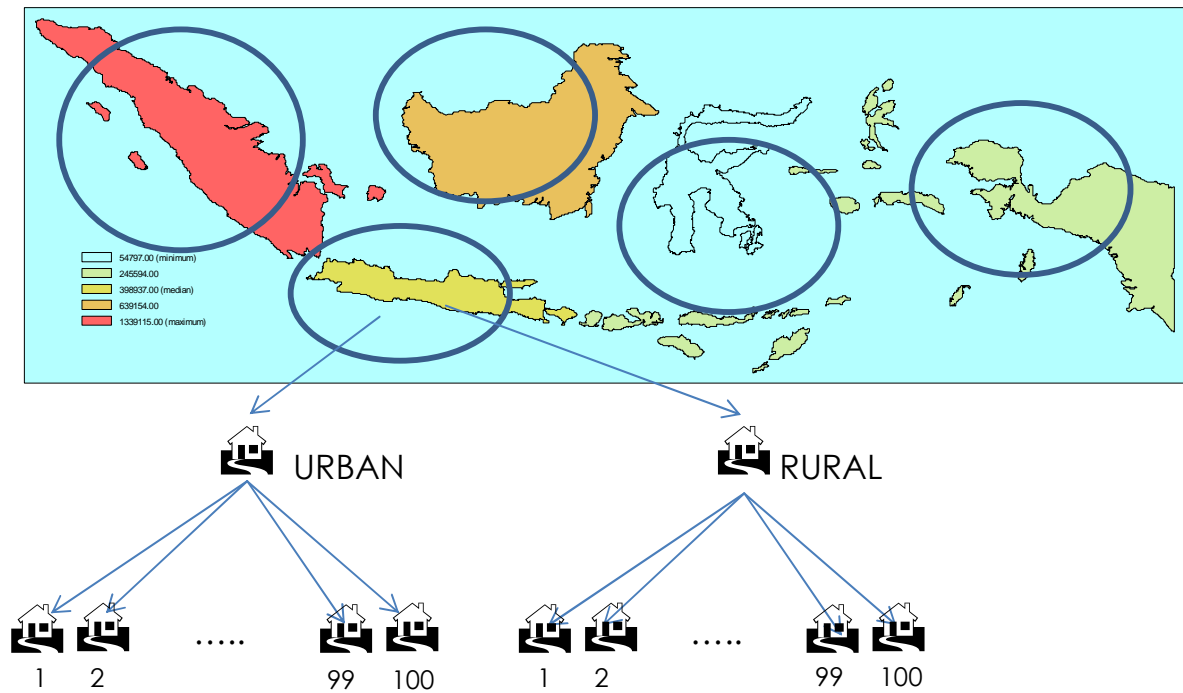 54797.00 (minimum)
245594.00
398937.00 (median)
639154.00
1339115.00 (maximum)
URBAN
RURAL
1 2 ..... 99 100
1 2 ..... 99 100